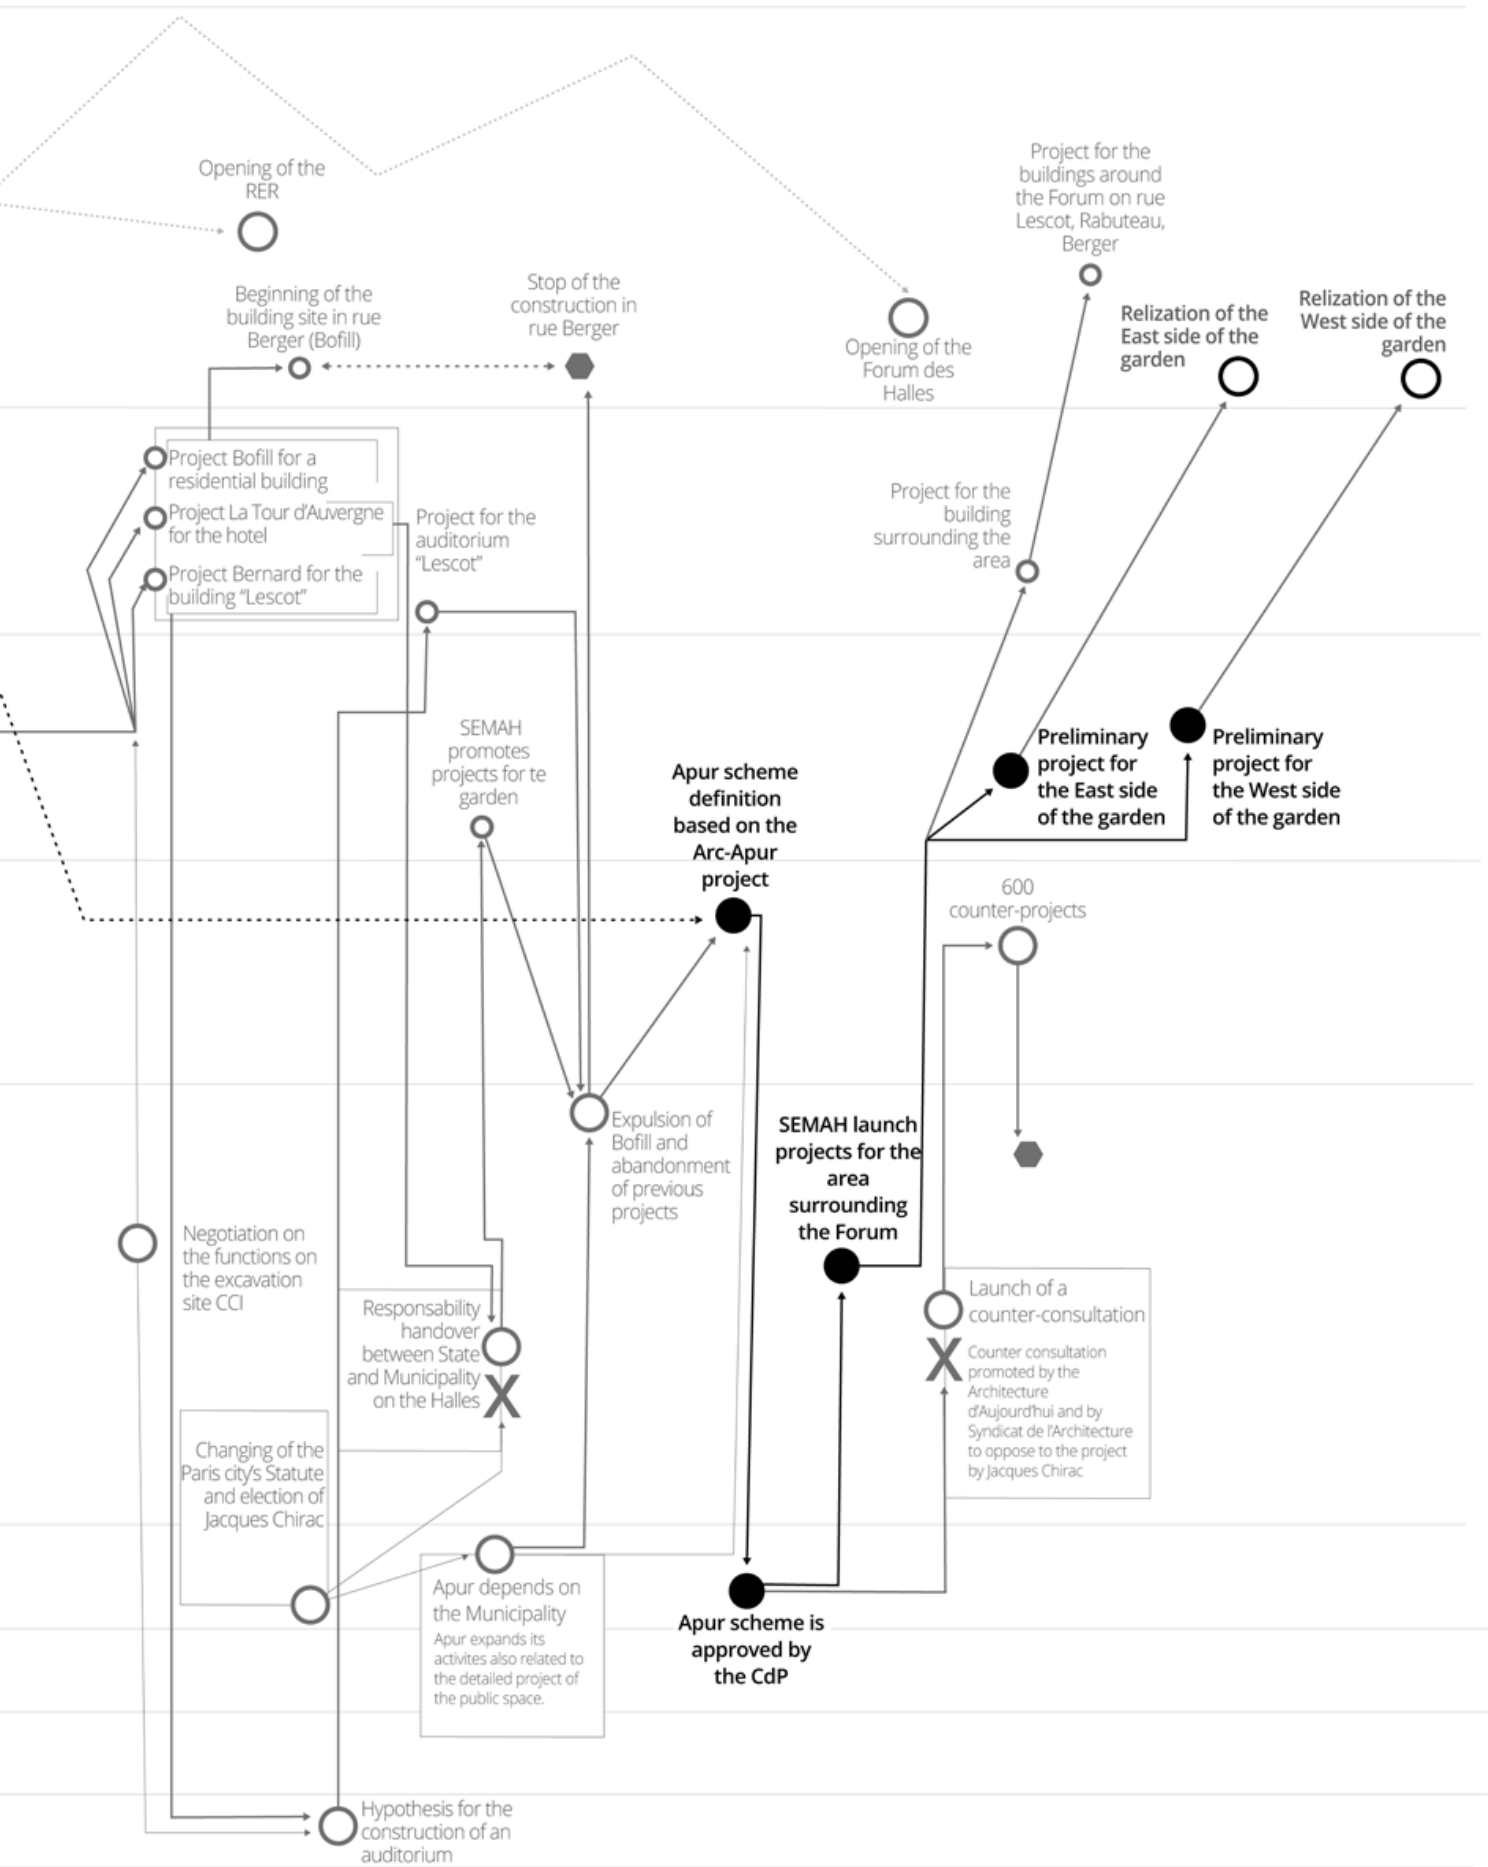 Opening of the
RER
Beginning of the
building site in rue
Berger (Bofill)
Stop of the
construction in
rue Berger
Opening of the
Forum des
Halles
Project for the
buildings around
the Forum on rue
Lescot, Rabuteau,
Berger
Relization of the
East side of the
garden
Relization of the
West side of the
garden
Project Bofill for a
residential building
Project La Tour d'Auvergne
for the hotel
Project Bernard for the
building “Lescot”
Project for the
auditorium
“Lescot”
Project for the
building
surrounding the
area
SEMAH
promotes
projects for te
garden
Apur scheme
definition
based on the
Arc-Apur
project
Preliminary
project for
the East side
of the garden
Preliminary
project for
the West side
of the garden
600
counter-projects
Expulsion of
Bofill and
abandonment
of previous
projects
SEMAH launch
projects for the
area
surrounding
the Forum
Negotiation on
the functions on
the excavation
site CCI
Responsability
handover
between State
and Municipality
on the Halles
X
Launch of a
counter-consultation
X
Counter consultation
promoted by the
Architecture
d'Aujourd'hui and by
Syndicat de l'Architecture
to oppose to the project
by Jacques Chirac
Changing of the
Paris city's Statute
and election of
Jacques Chirac
Apur depends on
the Municipality
Apur expands its
activites also related to
the detailed project of
the public space.
Apur scheme is
approved by
the CdP
Hypothesis for the
construction of an
auditorium